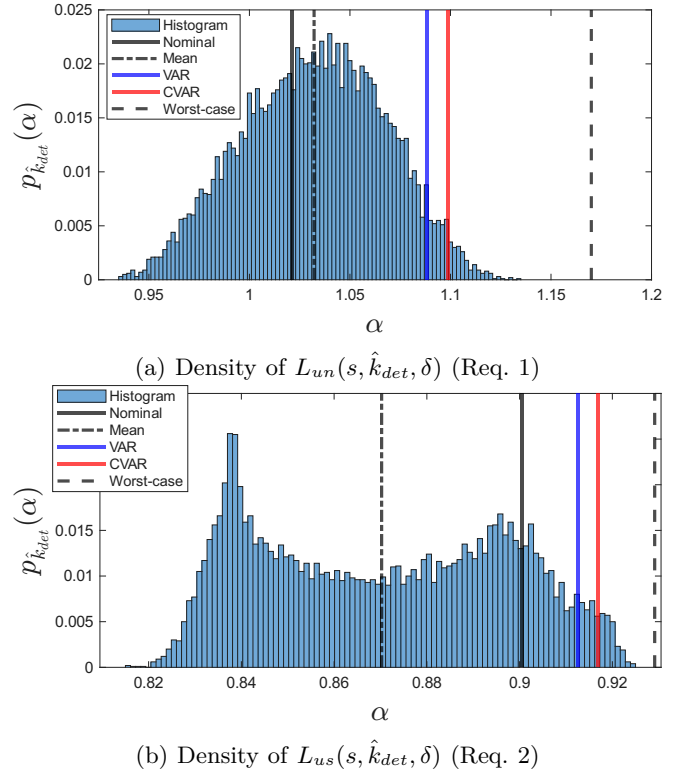 0.025
0.02
0.015
0.01
0.005
0
p_{\hat{k}_{det}}(α)
Histogram
Nominal
Mean
VAR
CVAR
Worst-case
0.95 1 1.05 1.1 1.15 1.2
α
(a) Density of L_{un}(s, \hat{k}_{det}, δ) (Req. 1)
Histogram
Nominal
Mean
VAR
CVAR
Worst-case
0.015
0.01
0.005
0
p_{\hat{k}_{det}}(α)
0.82 0.84 0.86 0.88 0.9 0.92
α
(b) Density of L_{us}(s, \hat{k}_{det}, δ) (Req. 2)